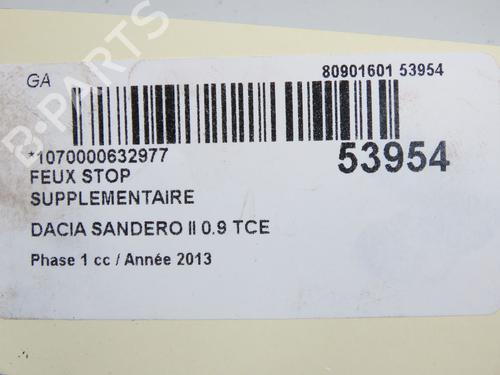 GA
80901601 53954
*1070000632977
53954
FEUX STOP
SUPPLEMENTAIRE
DACIA SANDERO II 0.9 TCE
Phase 1 cc / Année 2013
B-PARTS